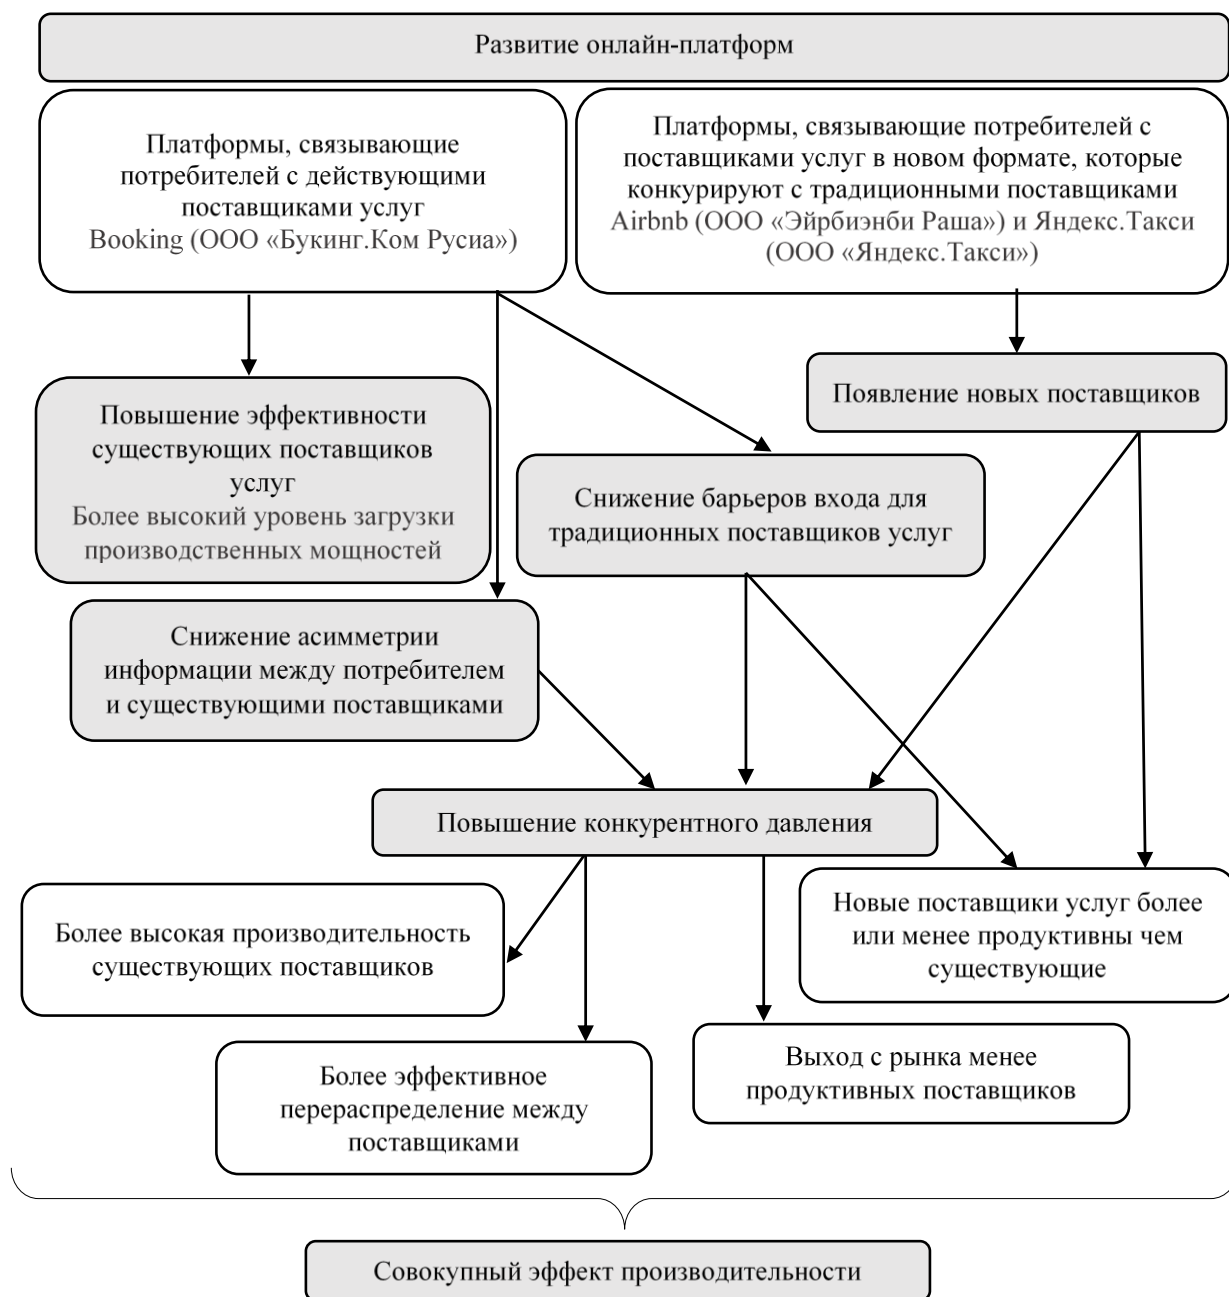 Развитие онлайн-платформ
Платформы, связывающие
потребителей с действующими
поставщиками услуг
Booking (ООО «Букинг.Ком Русиа»)
Платформы, связывающие потребителей с
поставщиками услуг в новом формате, которые
конкурируют с традиционными поставщиками
Airbnb (ООО «Эйрбиэнби Раша») и Яндекс.Такси
(ООО «Яндекс.Такси»)
Появление новых поставщиков
Повышение эффективности
существующих поставщиков
услуг
Более высокий уровень загрузки
производственных мощностей
Снижение барьеров входа для
традиционных поставщиков услуг
Снижение асимметрии
информации между потребителем
и существующими поставщиками
Повышение конкурентного давления
Более высокая производительность
существующих поставщиков
Новые поставщики услуг более
или менее продуктивны чем
существующие
Более эффективное
перераспределение между
поставщиками
Выход с рынка менее
продуктивных поставщиков
Совокупный эффект производительности